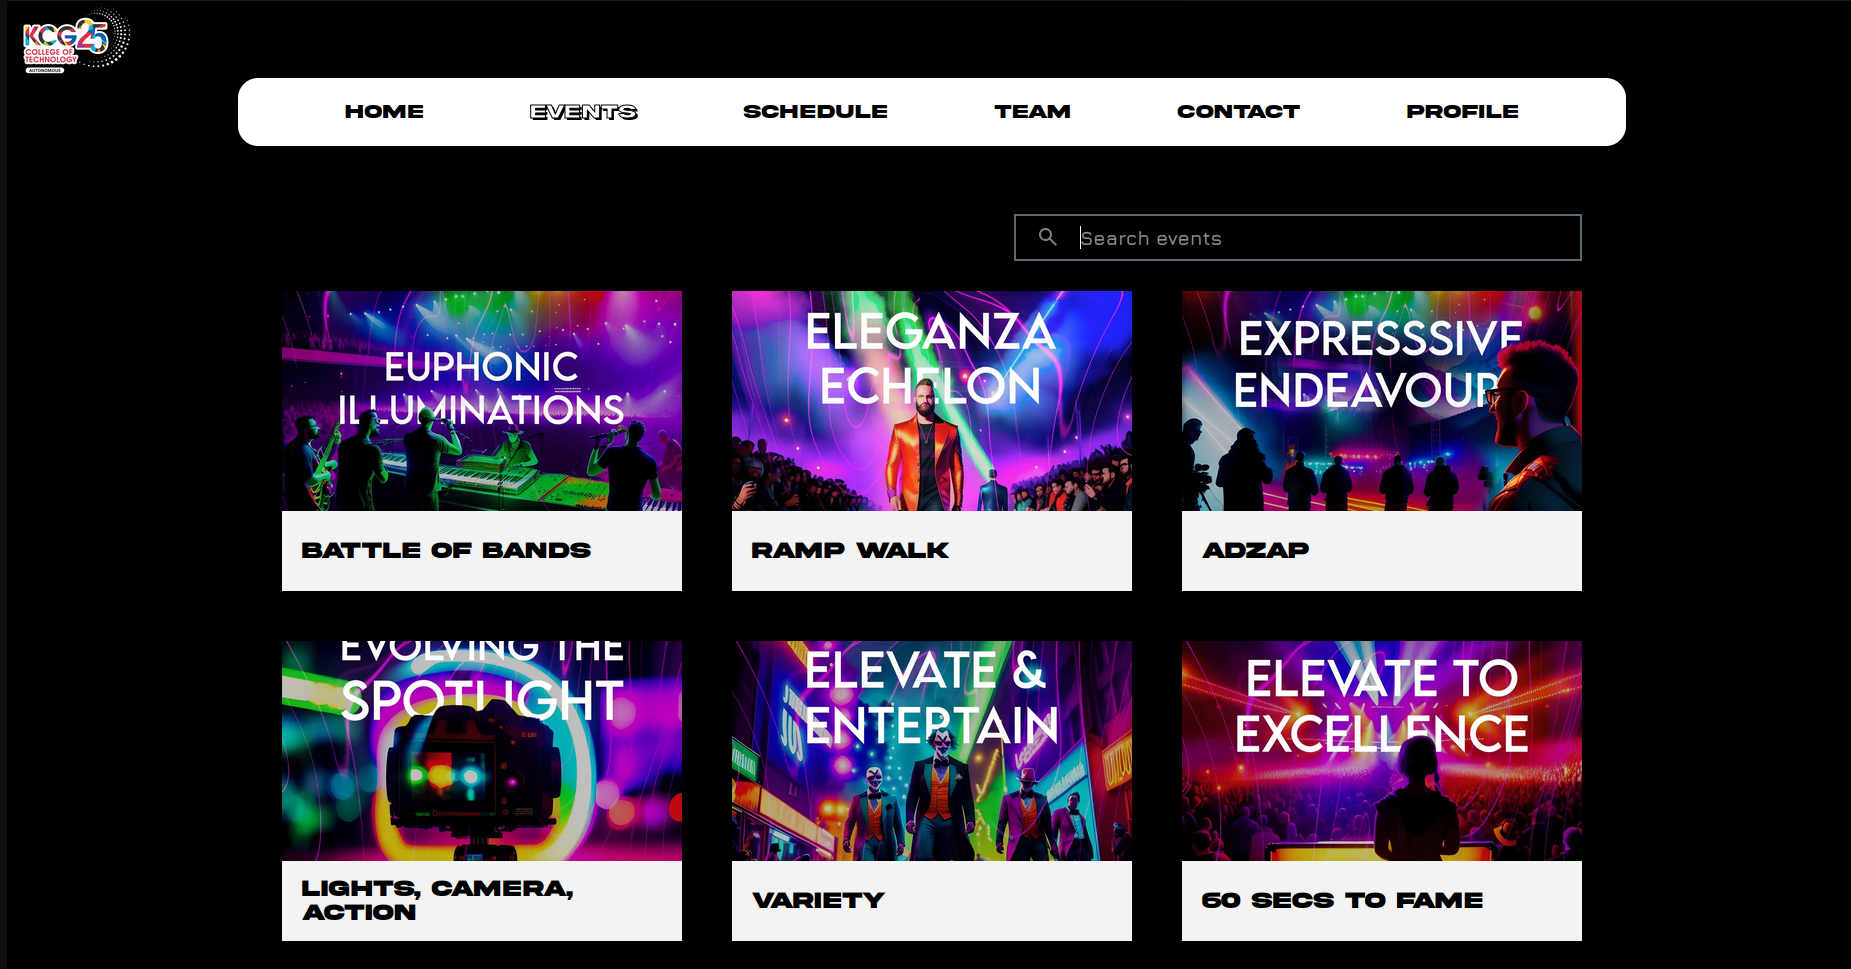 KCG25
COLLEGE OF
TECHNOLOGY
AUTONOMOUS
HOME EVENTS SCHEDULE TEAM CONTACT PROFILE
Search events
EUPHONIC
ILLUMINATIONS
BATTLE OF BANDS
ELEGANZA
ECHELON
RAMP WALK
EXPRESSSIVE
ENDEAVOUR
ADZAP
EVOLVING THE
SPOTLIGHT
LIGHTS, CAMERA,
ACTION
ELEVATE &
ENTERTAIN
VARIETY
ELEVATE TO
EXCELLENCE
60 SECS TO FAME